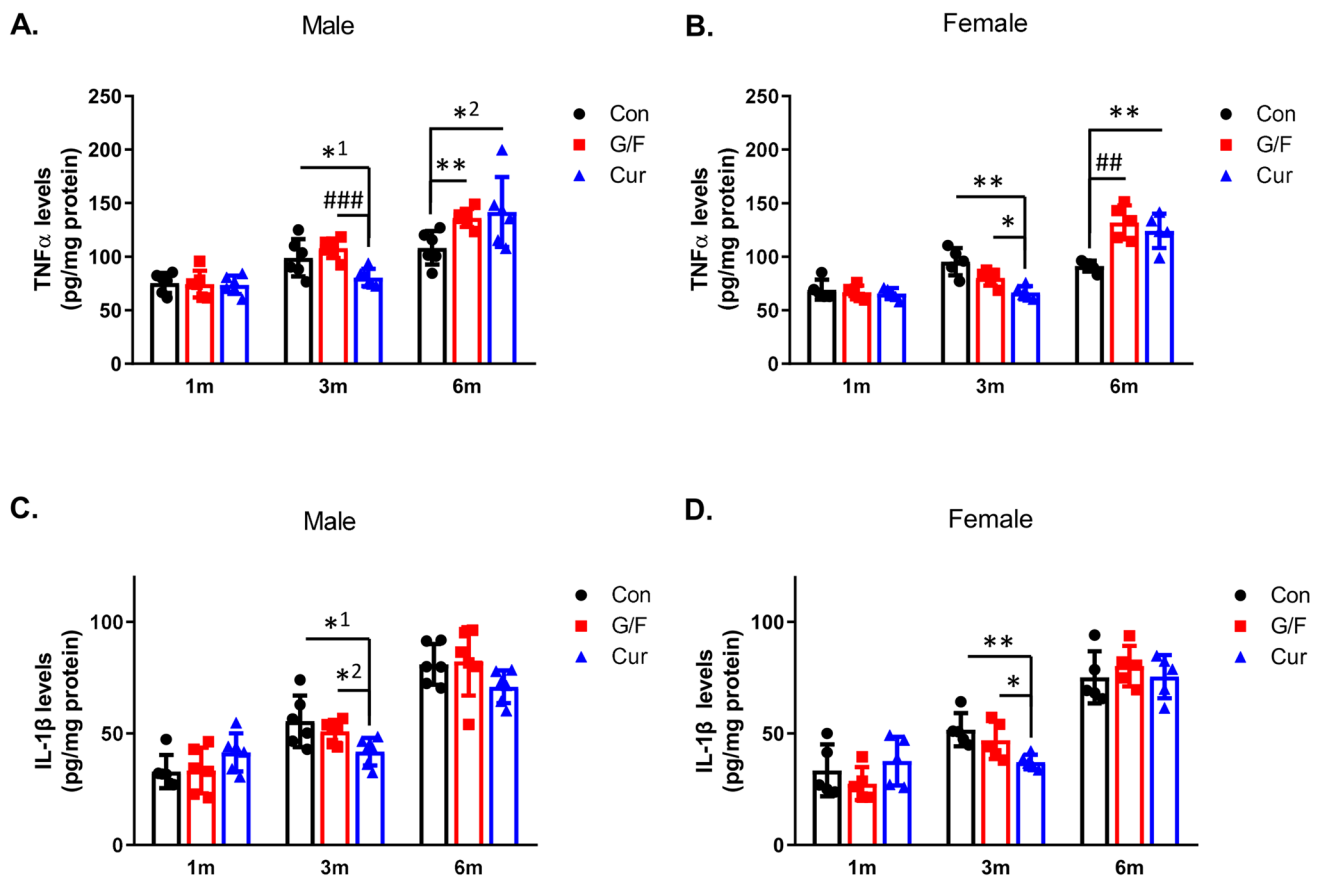 A.
Male
TNFα levels
(pg/mg protein)
250
200
150
100
50
0
*1
###
**
*2
1m
3m
6m
Con
G/F
Cur
B.
Female
TNFα levels
(pg/mg protein)
250
200
150
100
50
0
**
*
##
**
1m
3m
6m
Con
G/F
Cur
C.
Male
IL-1β levels
(pg/mg protein)
100
50
0
*1
*2
1m
3m
6m
Con
G/F
Cur
D.
Female
IL-1β levels
(pg/mg protein)
100
50
0
**
*
1m
3m
6m
Con
G/F
Cur